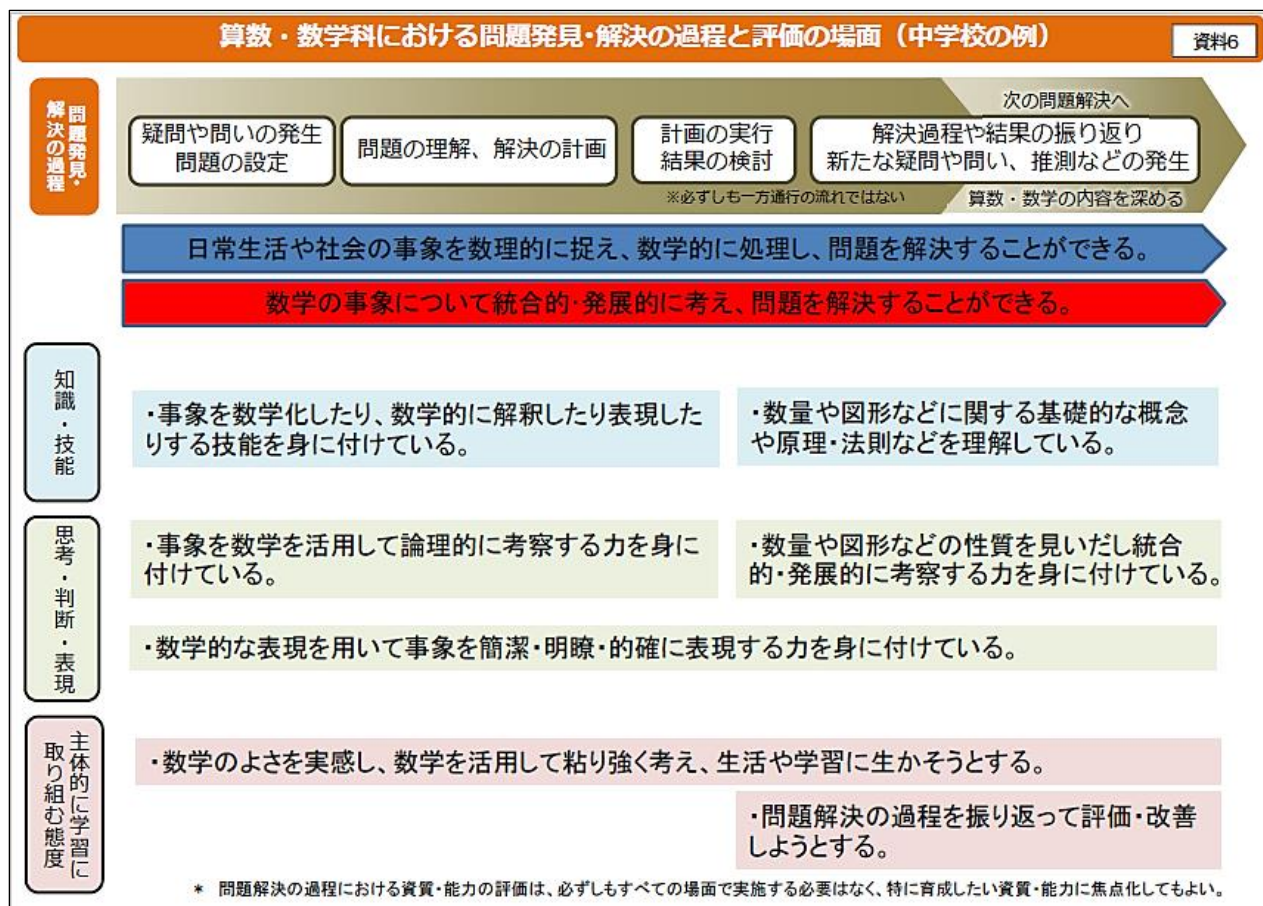 算数・数学科における問題発見・解決の過程と評価の場面（中学校の例）
資料6
問題発見・
解決の過程
次の問題解決へ
疑問や問いの発生
問題の設定
問題の理解、解決の計画
計画の実行
結果の検討
解決過程や結果の振り返り
新たな疑問や問い、推測などの発生
※必ずしも一方通行の流れではない
算数・数学の内容を深める
日常生活や社会の事象を数理的に捉え、数学的に処理し、問題を解決することができる。
数学の事象について統合的・発展的に考え、問題を解決することができる。
知識・技能
・事象を数学化したり、数学的に解釈したり表現した
りする技能を身に付けている。
・数量や図形などに関する基礎的な概念
や原理・法則などを理解している。
思考・判断・表現
・事象を数学を活用して論理的に考察する力を身に
付けている。
・数量や図形などの性質を見いだし統合
的・発展的に考察する力を身に付けている。
・数学的な表現を用いて事象を簡潔・明瞭・的確に表現する力を身に付けている。
主体的に学習に
取り組む態度
・数学のよさを実感し、数学を活用して粘り強く考え、生活や学習に生かそうとする。
・問題解決の過程を振り返って評価・改善
しようとする。
* 問題解決の過程における資質・能力の評価は、必ずしもすべての場面で実施する必要はなく、特に育成したい資質・能力に焦点化してもよい。